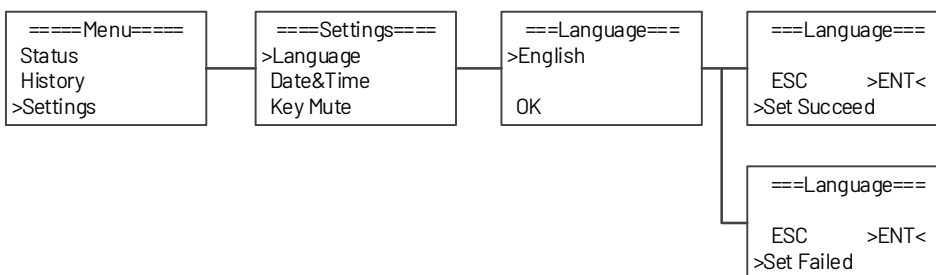 =====Menu=====
Status
History
>Settings
====Settings====
>Language
Date&Time
Key Mute
===Language===
>English
OK
===Language===
ESC >ENT<
>Set Succeed
===Language===
ESC >ENT<
>Set Failed